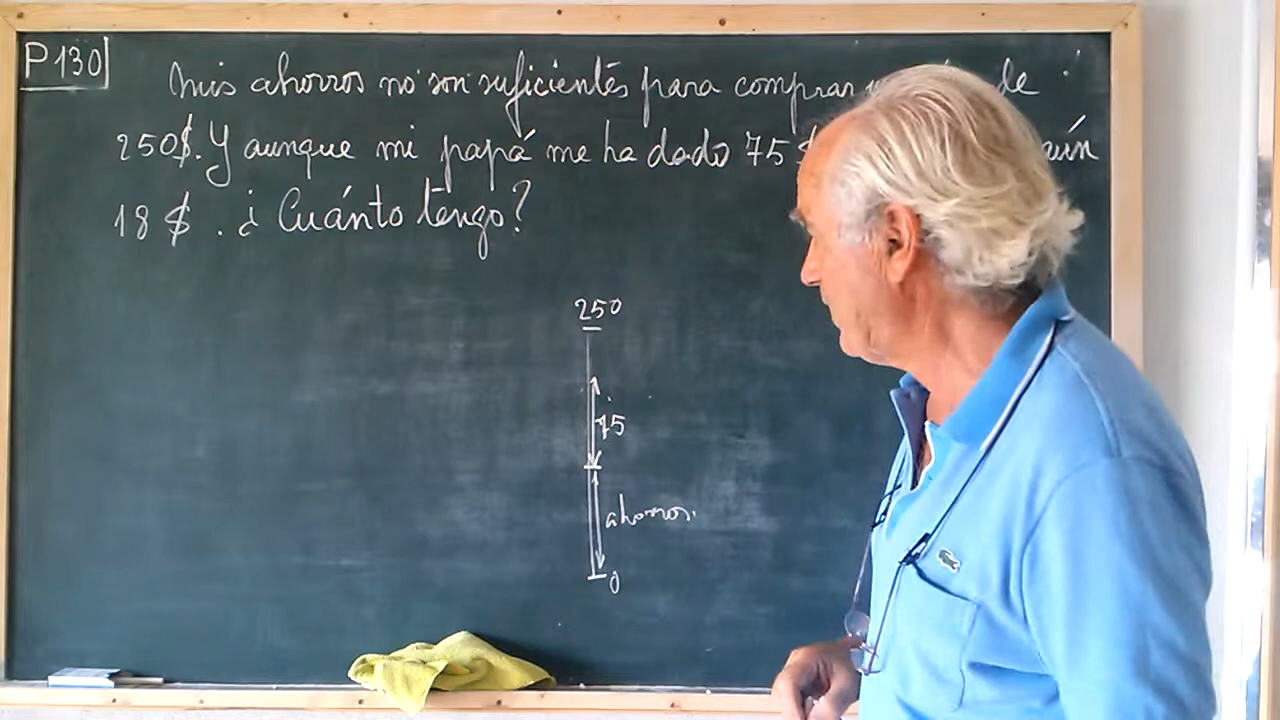 P130
Mis ahorros no son suficientes para comprar de
250$. Y aunque mi papá me ha dado 75$ aún
18$. ¿Cuánto tengo?
250
75
ahorros.
0